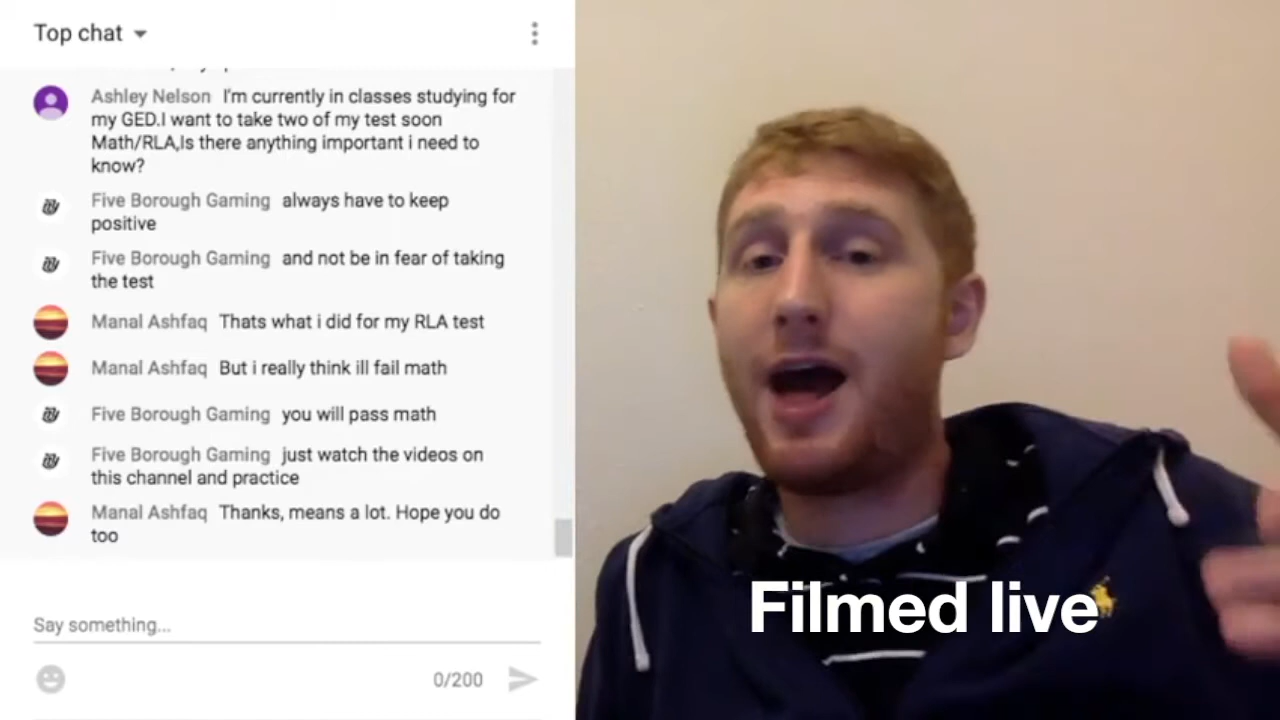 Top chat
Ashley Nelson I'm currently in classes studying for
my GED.I want to take two of my test soon
Math/RLA,Is there anything important i need to
know?
Five Borough Gaming always have to keep
positive
Five Borough Gaming and not be in fear of taking
the test
Manal Ashfaq Thats what i did for my RLA test
Manal Ashfaq But i really think ill fail math
Five Borough Gaming you will pass math
Five Borough Gaming just watch the videos on
this channel and practice
Manal Ashfaq Thanks, means a lot. Hope you do
too
Say something...
0/200
Filmed live